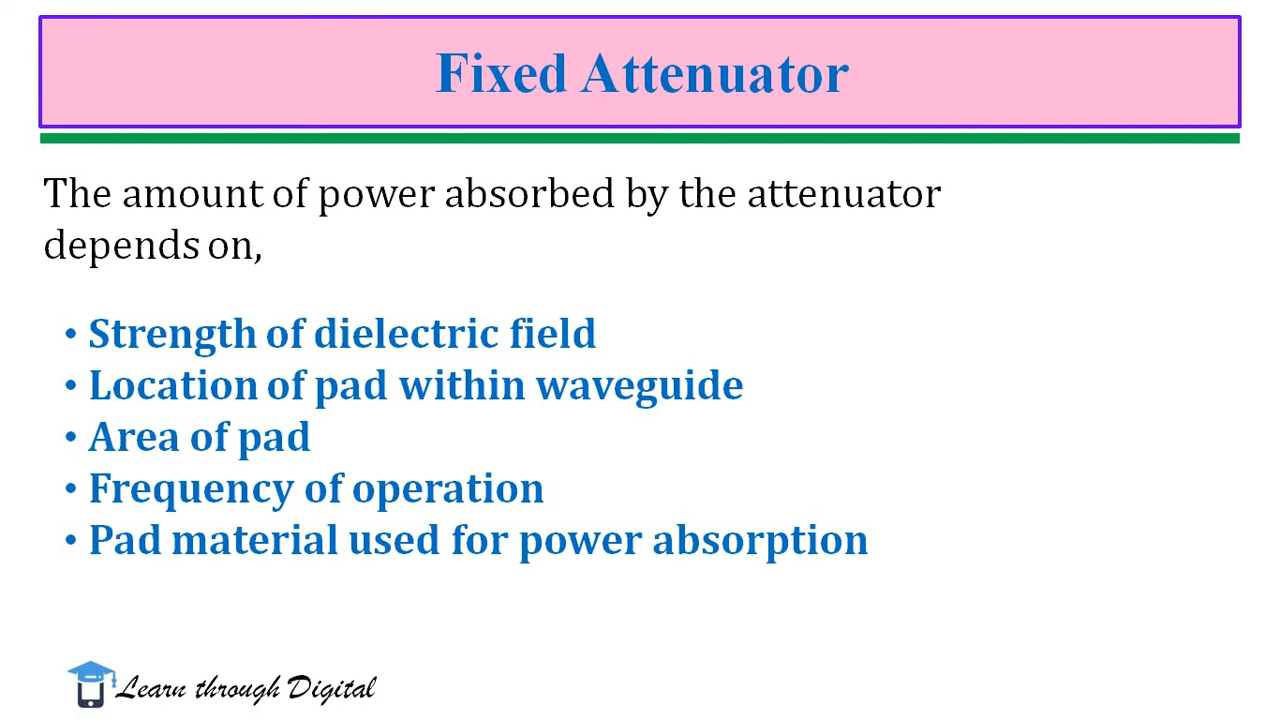 Fixed Attenuator
The amount of power absorbed by the attenuator
depends on,
• Strength of dielectric field
• Location of pad within waveguide
• Area of pad
• Frequency of operation
• Pad material used for power absorption
Learn through Digital